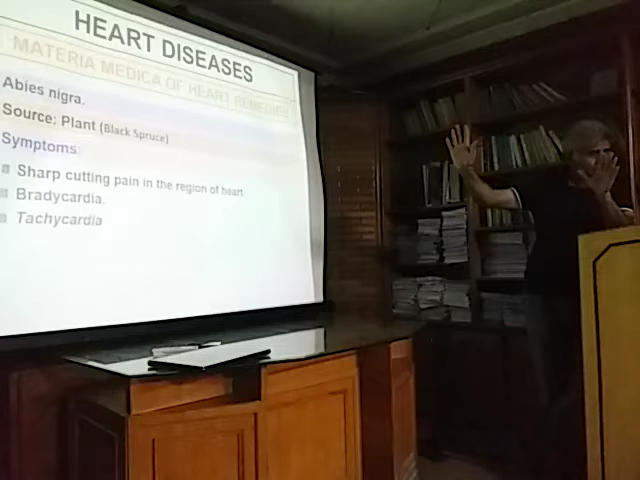 HEART DISEASES
MATERIA MEDICA OF HEART REMEDIES
Abies nigra.
Source: Plant (Black Spruce)
Symptoms:
Sharp cutting pain in the region of heart
Bradycardia.
Tachycardia